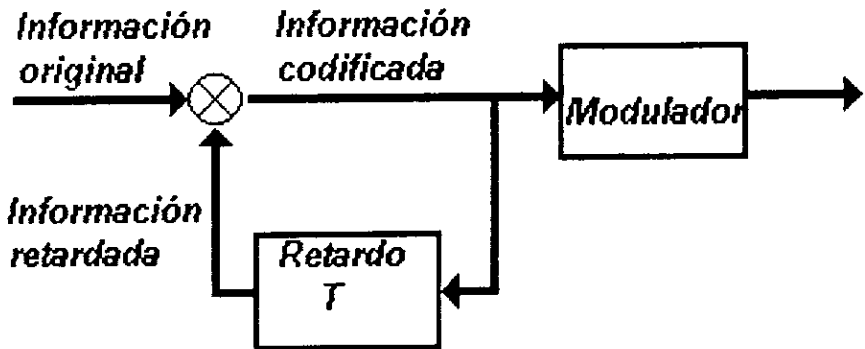 Información
original
Información
codificada
Modulador
Información
retardada
Retardo
T